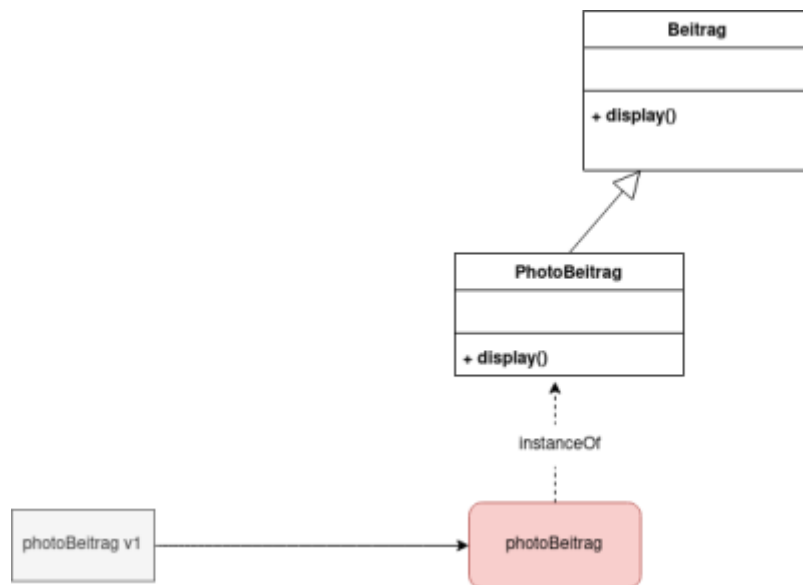 Beitrag
+ display()
PhotoBeitrag
+ display()
instanceOf
photoBeitrag v1
photoBeitrag